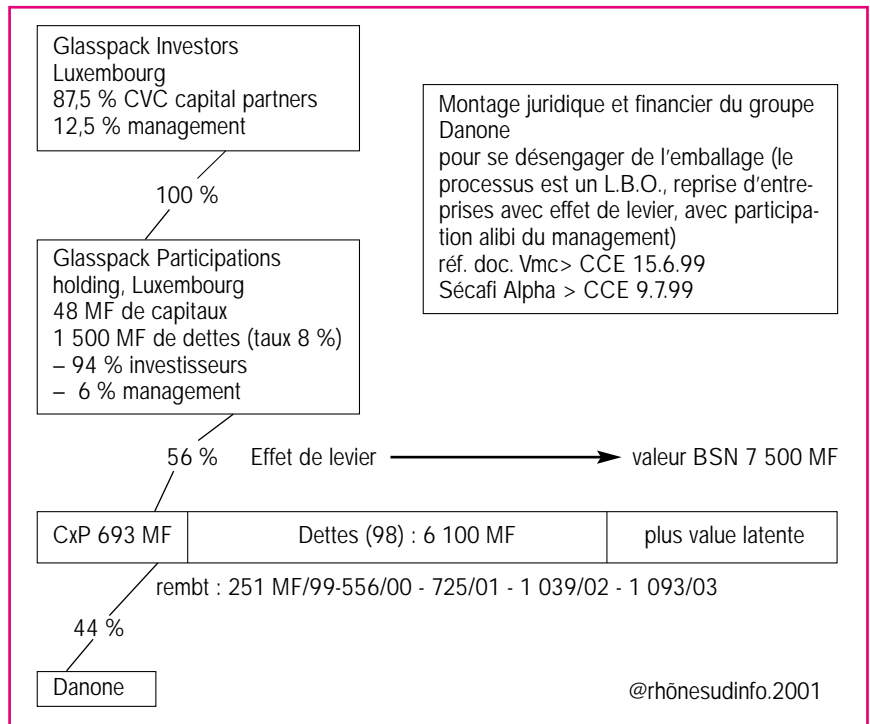 Glasspack Investors
Luxembourg
87,5 % CVC capital partners
12,5 % management
Montage juridique et financier du groupe
Danone
pour se désengager de l'emballage (le
processus est un L.B.O., reprise d'entre-
prises avec effet de levier, avec participa-
tion alibi du management)
réf. doc. Vmc> CCE 15.6.99
Sécafi Alpha > CCE 9.7.99
100 %
Glasspack Participations
holding, Luxembourg
48 MF de capitaux
1 500 MF de dettes (taux 8 %)
– 94 % investisseurs
– 6 % management
56 % Effet de levier valeur BSN 7 500 MF
CxP 693 MF Dettes (98) : 6 100 MF plus value latente
rembt : 251 MF/99-556/00 - 725/01 - 1 039/02 - 1 093/03
44 %
Danone
@rhõnesudinfo.2001